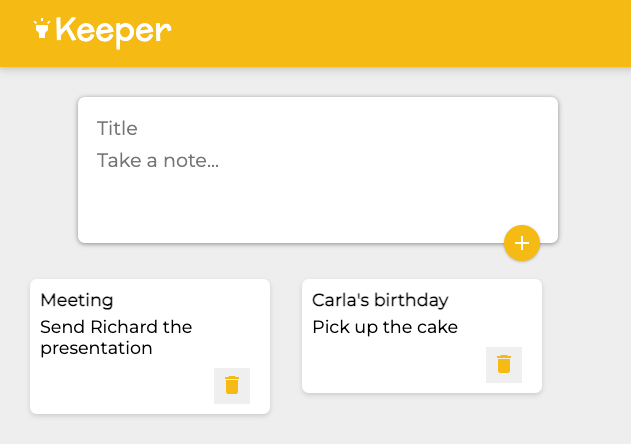 Keeper
Title
Take a note...
Meeting
Send Richard the
presentation
Carla's birthday
Pick up the cake